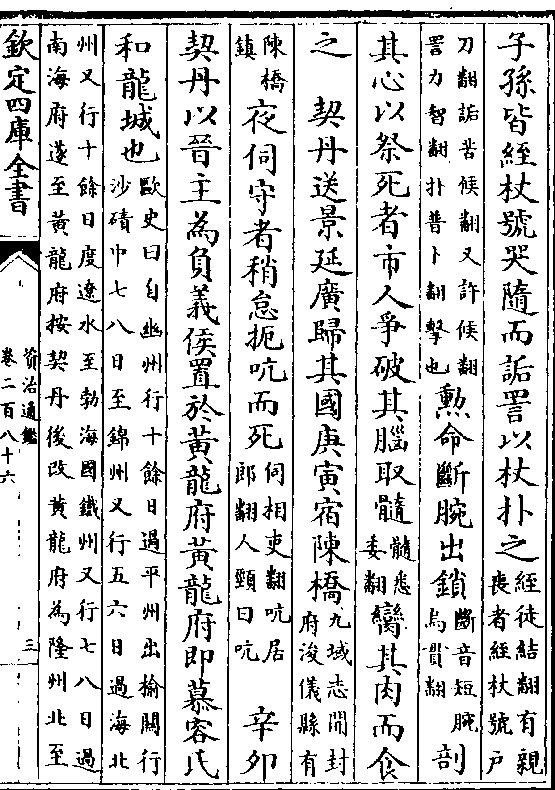 子孫皆絰杖號哭隨而詬詈以杖扑之絰徒結翻有親
喪者絰杖號戶
刀翻詬苦候翻又許候翻
詈力智翻扑普卜翻擊也勲命斷腕出鎖斷音短腕
烏貫翻剖
其心以祭死者市人爭破其腦取髓髓悉
委翻臠其肉而食
之　契丹送景延廣歸其國庚寅宿陳橋九域志開封
府浚儀縣有
陳橋
鎮夜伺守者稍怠扼吭而死伺相吏翻吭居
郎翻人頸曰吭　辛卯
契丹以晉主為負義侯置於黃龍府黃龍府即慕容氏
和龍城也歐史曰自幽州行十餘日過平州出榆關行
沙磧中七八日至錦州又行五六日過海北
州又行十餘日度遼水至勃海國鐵州又行七八日過
南海府遂至黃龍府按契丹後改黃龍府為隆州北至
欽定四庫全書
資治通鑑
卷二百八十六
三